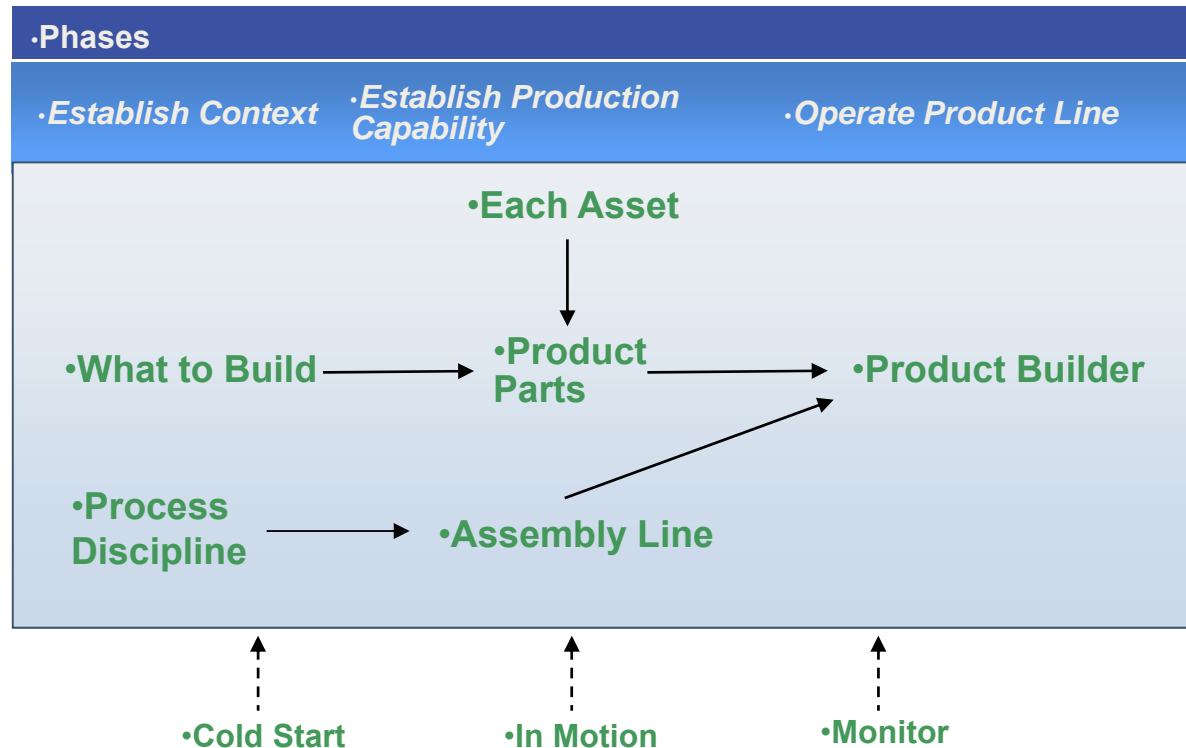 •Phases
•Establish Context
•Establish Production
Capability
•Operate Product Line
•Each Asset
•What to Build
•Product
Parts
•Product Builder
•Process
Discipline
•Assembly Line
•Cold Start
•In Motion
•Monitor